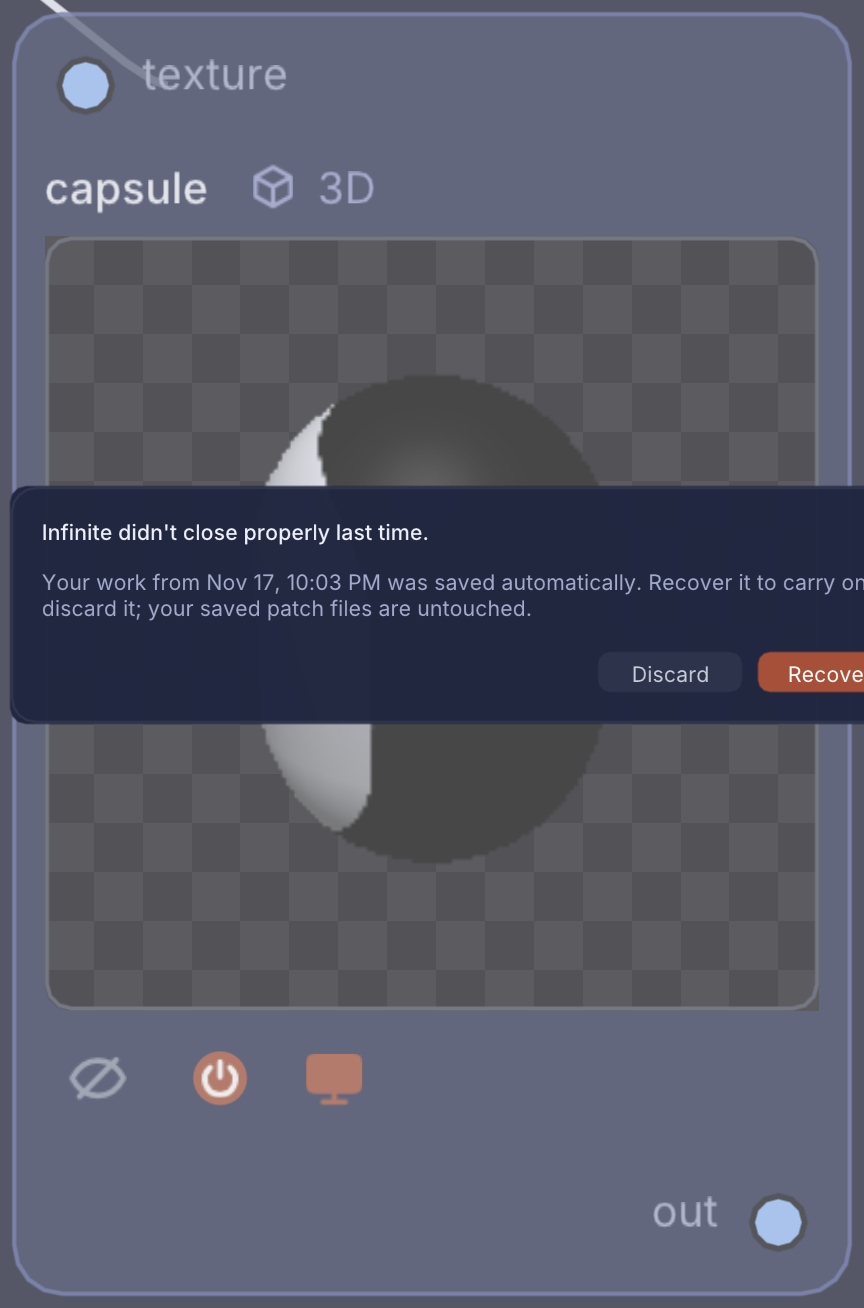 texture
capsule 3D
Infinite didn't close properly last time.
Your work from Nov 17, 10:03 PM was saved automatically. Recover it to carry on
discard it; your saved patch files are untouched.
Discard Recove
out